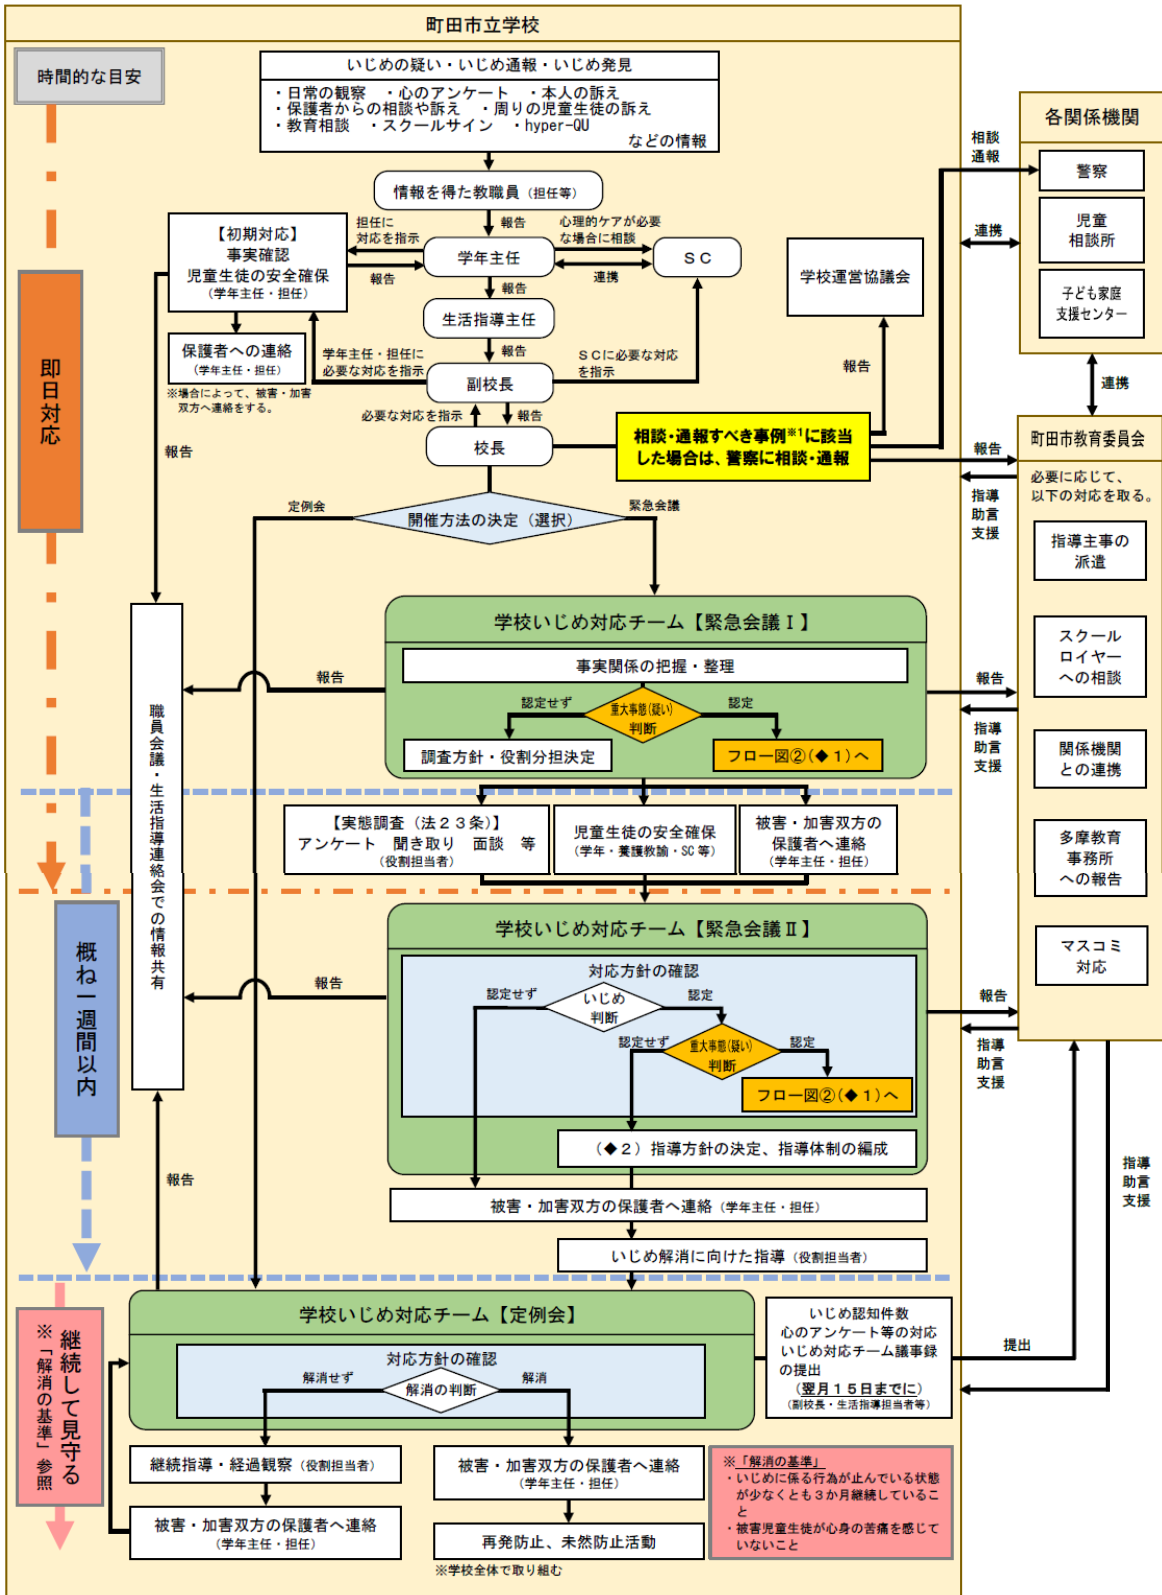 町田市立学校
時間的な目安
いじめの疑い・いじめ通報・いじめ発見
・日常の観察　・心のアンケート　・本人の訴え
・保護者からの相談や訴え　・周りの児童生徒の訴え
・教育相談　・スクールサイン　・hyper-QU
などの情報
情報を得た教職員（担任等）
報告
担任に
対応を指示
心理的ケアが必要
な場合に相談
【初期対応】
事実確認
児童生徒の安全確保
（学年主任・担任）
報告
学年主任
連携
ＳＣ
報告
生活指導主任
報告
保護者への連絡
（学年主任・担任）
※場合によって、被害・加害
双方へ連絡をする。
学年主任・担任に
必要な対応を指示
副校長
ＳＣに必要な対応
を指示
必要な対応を指示
報告
校長
相談・通報すべき事例※1に該当
した場合は、警察に相談・通報
学校運営協議会
報告
相談
通報
連携
各関係機関
警察
児童
相談所
子ども家庭
支援センター
連携
町田市教育委員会
必要に応じて、
以下の対応を取る。
指導主事の
派遣
スクール
ロイヤー
への相談
関係機関
との連携
多摩教育
事務所
への報告
マスコミ
対応
報告
指導
助言
支援
即日対応
報告
定例会
開催方法の決定（選択）
緊急会議
学校いじめ対応チーム【緊急会議Ⅰ】
事実関係の把握・整理
認定せず
重大事態(疑い)
判断
認定
調査方針・役割分担決定
フロー図②(◆１)へ
報告
報告
指導
助言
支援
職員会議・生活指導連絡会での情報共有
【実態調査（法２３条）】
アンケート　聞き取り　面談　等
（役割担当者）
児童生徒の安全確保
（学年・養護教諭・SC 等）
被害・加害双方の
保護者へ連絡
（学年主任・担任）
概ね一週間以内
学校いじめ対応チーム【緊急会議Ⅱ】
対応方針の確認
認定せず
いじめ
判断
認定
認定せず
重大事態(疑い)
判断
認定
フロー図②(◆１)へ
（◆２）指導方針の決定、指導体制の編成
報告
報告
指導
助言
支援
被害・加害双方の保護者へ連絡（学年主任・担任）
いじめ解消に向けた指導（役割担当者）
報告
指導
助言
支援
継続して見守る
※「解消の基準」参照
学校いじめ対応チーム【定例会】
対応方針の確認
解消せず
解消の判断
解消
いじめ認知件数
心のアンケート等の対応
いじめ対応チーム議事録
の提出
（翌月１５日までに）
（副校長・生活指導担当者等）
提出
継続指導・経過観察（役割担当者）
被害・加害双方の保護者へ連絡
（学年主任・担任）
被害・加害双方の保護者へ連絡
（学年主任・担任）
再発防止、未然防止活動
※学校全体で取り組む
※「解消の基準」
・いじめに係る行為が止んでいる状態
が少なくとも３か月継続しているこ
と
・被害児童生徒が心身の苦痛を感じて
いないこと